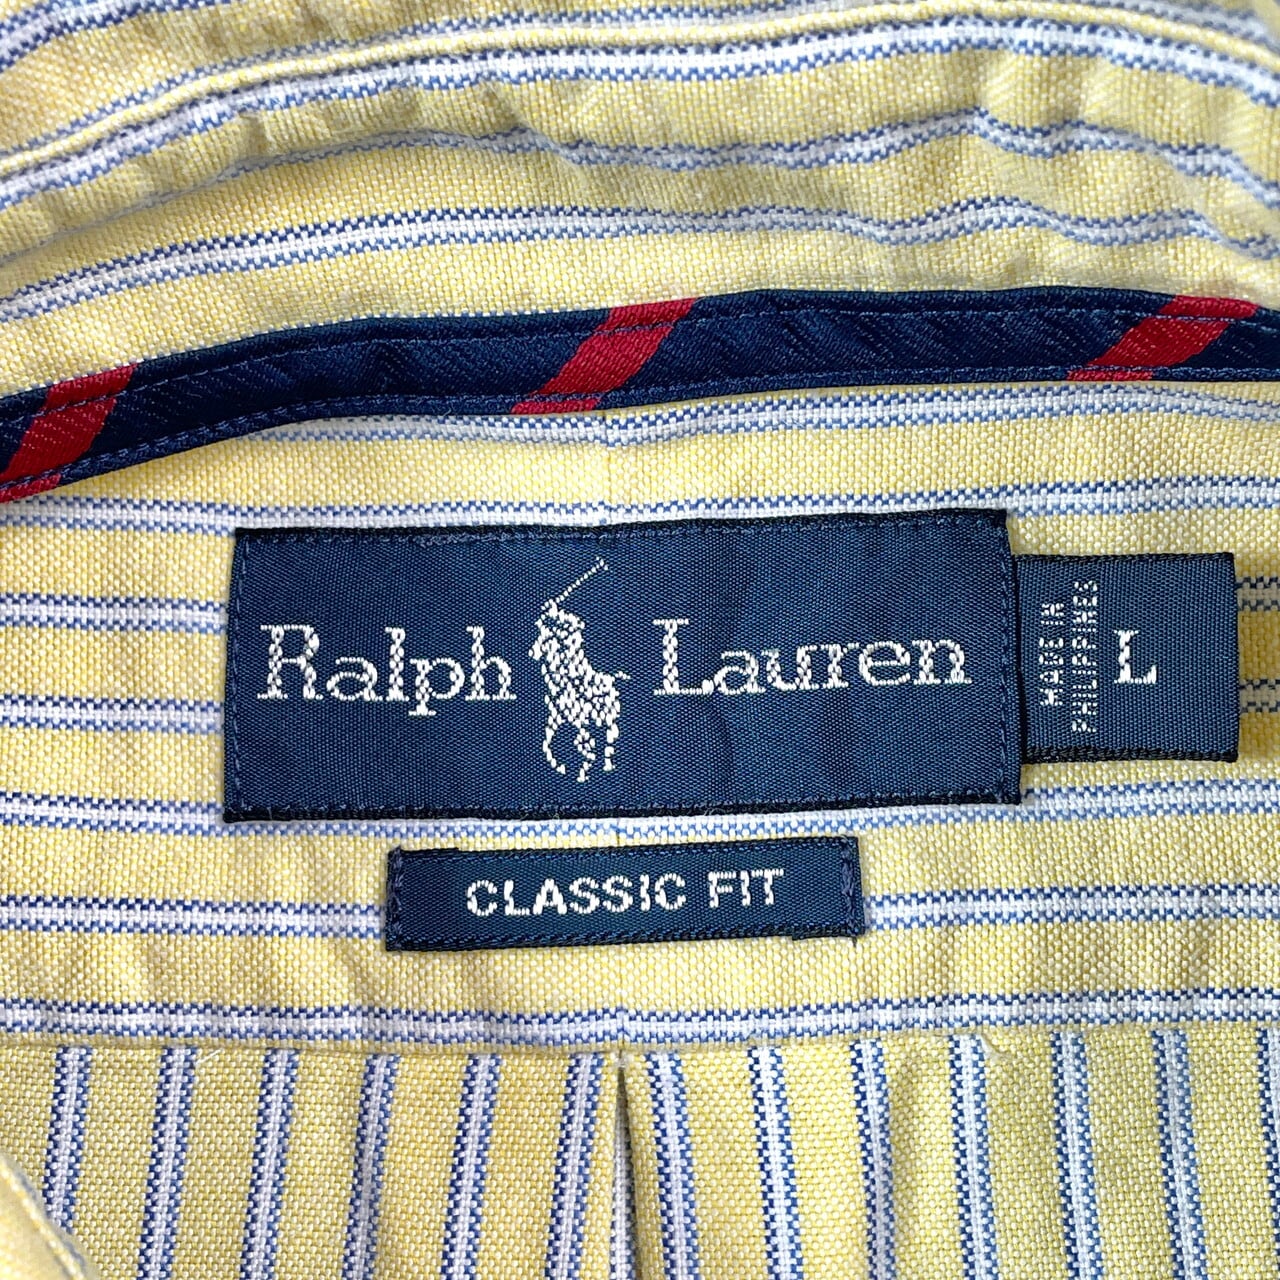 Ralph Lauren
MADE IN
PHILIPPINES
L
CLASSIC FIT